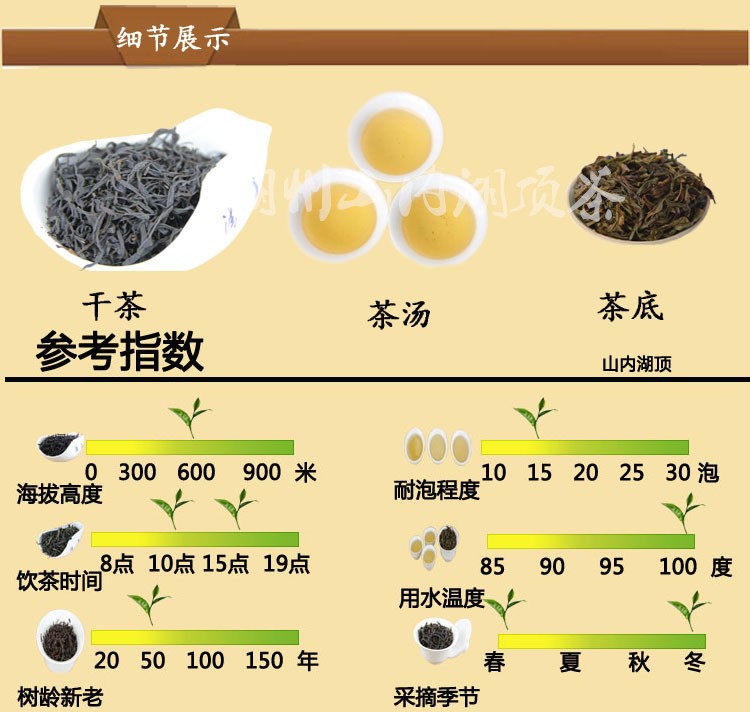 细节展示
潮州山内湖顶茶
干茶
茶汤
茶底
参考指数
山内湖顶
0 300 600 900 米
海拔高度
10 15 20 25 30 泡
耐泡程度
8点 10点 15点 19点
饮茶时间
85 90 95 100 度
用水温度
20 50 100 150 年
树龄新老
春 夏 秋 冬
采摘季节